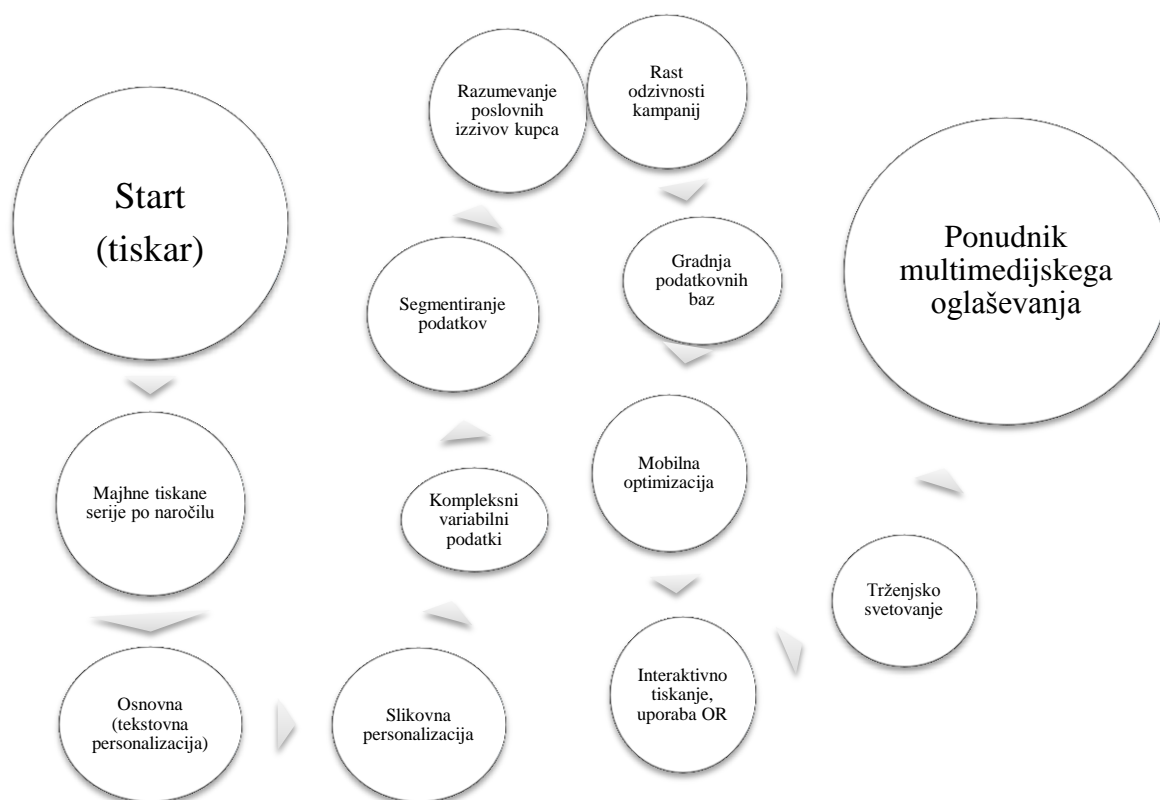 Start
(tiskar)
Majhne tiskane
serije po naročilu
Osnovna
(tekstovna
personalizacija)
Slikovna
personalizacija
Kompleksni
variabilni
podatki
Segmentiranje
podatkov
Razumevanje
poslovnih
izzivov kupca
Rast
odzivnosti
kampanij
Gradnja
podatkovnih
baz
Mobilna
optimizacija
Interaktivno
tiskanje,
uporaba OR
Trženjsko
svetovanje
Ponudnik
multimedijskega
oglaševanja